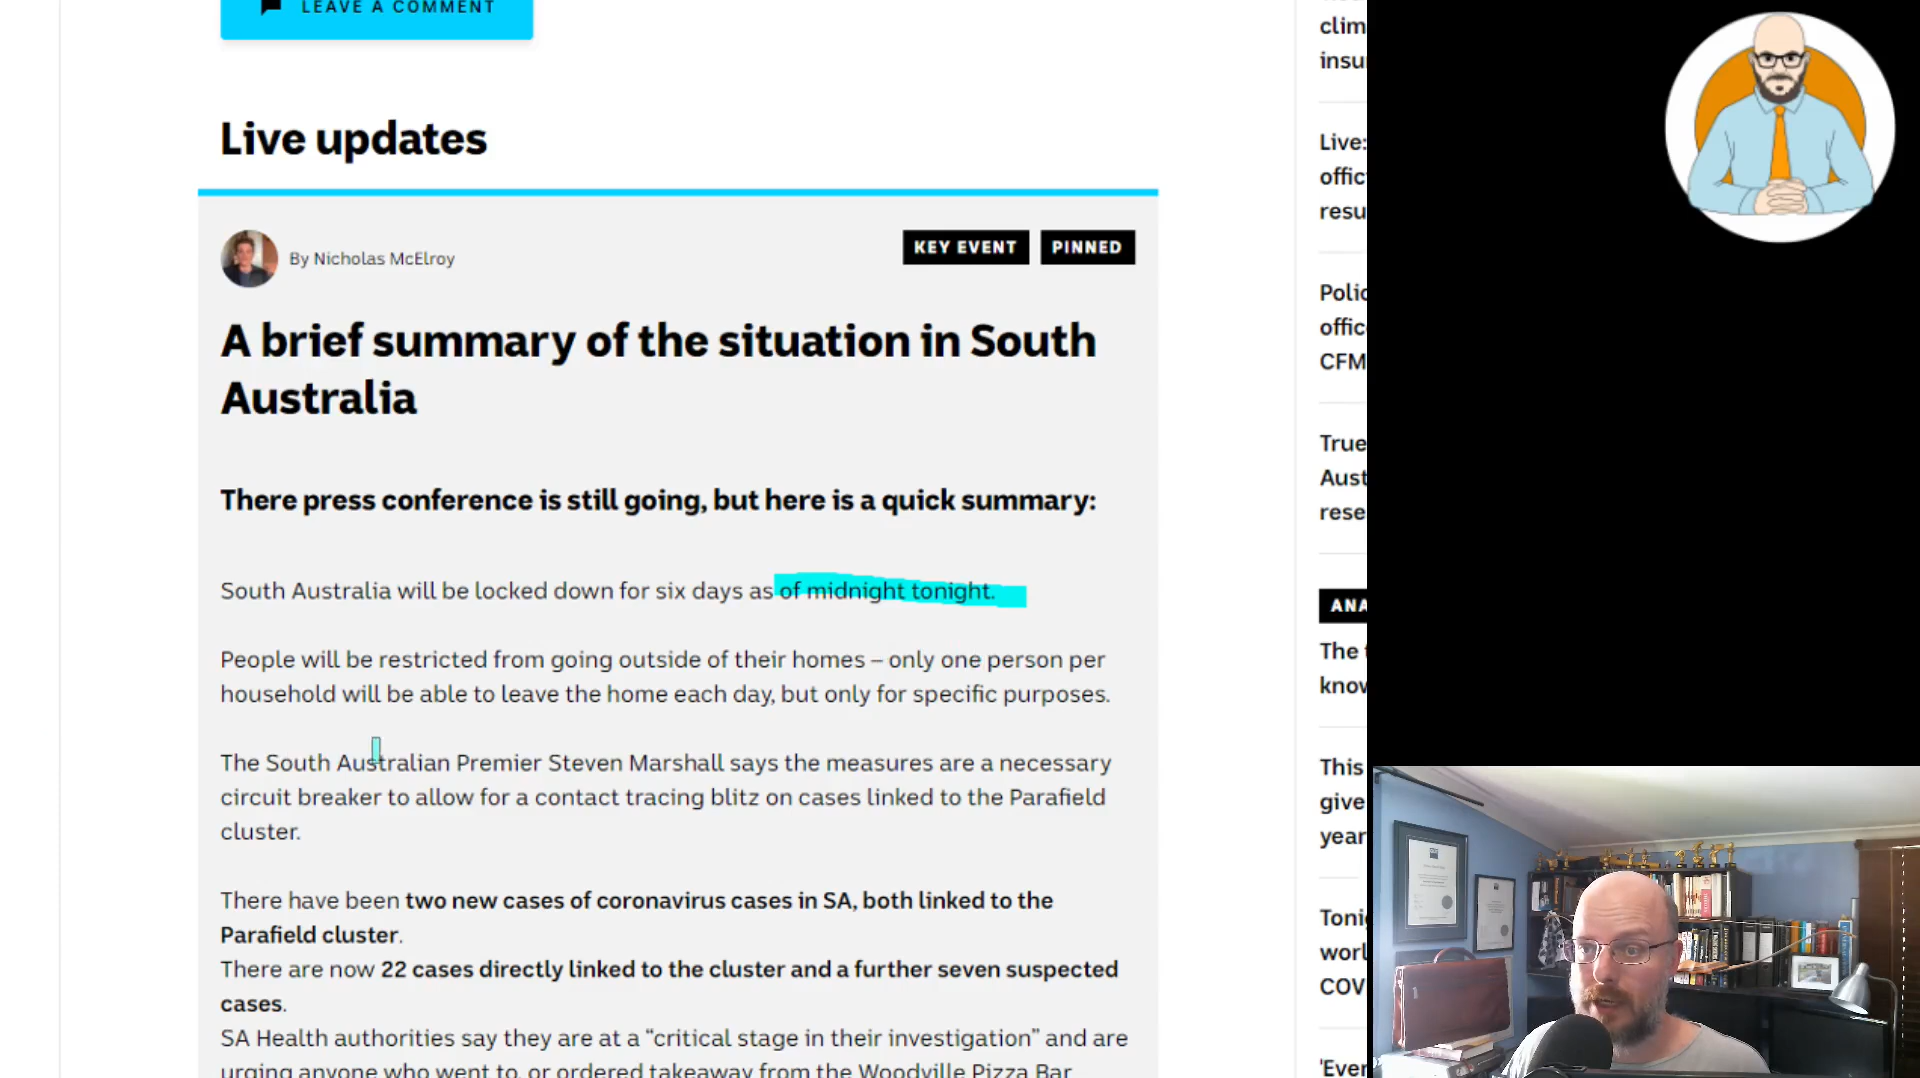 LEAVE A COMMENT
Live updates
By Nicholas McElroy
KEY EVENT
PINNED
A brief summary of the situation in South
Australia
There press conference is still going, but here is a quick summary:
South Australia will be locked down for six days as of midnight tonight.
People will be restricted from going outside of their homes – only one person per
household will be able to leave the home each day, but only for specific purposes.
The South Australian Premier Steven Marshall says the measures are a necessary
circuit breaker to allow for a contact tracing blitz on cases linked to the Parafield
cluster.
There have been two new cases of coronavirus cases in SA, both linked to the
Parafield cluster.
There are now 22 cases directly linked to the cluster and a further seven suspected
cases.
SA Health authorities say they are at a “critical stage in their investigation” and are
urging anyone who went to, or ordered takeaway from the Woodville Pizza Bar
clim
insu
Live:
offic
resu
Polic
office
CFM
True
Aust
rese
ANA
The
know
This
give
year
Toni
worl
COV
'Ever